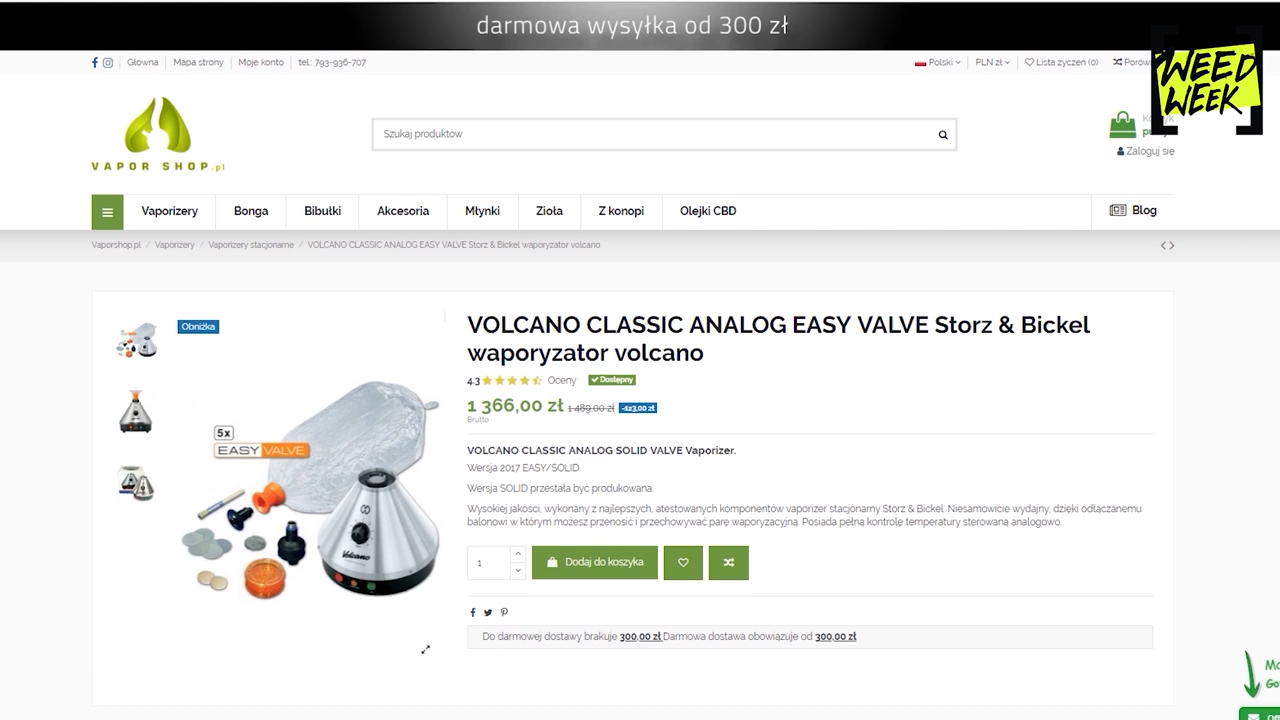 darmowa wysyłka od 300 zł
Główna
Mapa strony
Moje konto
tel.: 793-936-707
Polski
PLN zł
Lista życzeń (0)
WEED
WEEK
VAPOR SHOP.pl
Szukaj produktów
Zaloguj się
Vaporizery
Bonga
Bibułki
Akcesoria
Młynki
Zioła
Z konopi
Olejki CBD
Blog
Vaporshop.pl / Vaporizery / Vaporizery stacjonarne / VOLCANO CLASSIC ANALOG EASY VALVE Storz & Bickel waporyzator volcano
Obniżka
5x
EASY VALVE
Volcano
VOLCANO CLASSIC ANALOG EASY VALVE Storz & Bickel
waporyzator volcano
4.3 Oceny Dostępny
1 366,00 zł 1 489,00 zł -123,00 zł
Brutto
VOLCANO CLASSIC ANALOG SOLID VALVE Vaporizer.
Wersja 2017 EASY/SOLID.
Wersja SOLID przestała być produkowana.
Wysokiej jakości, wykonany z najlepszych, atestowanych komponentów vaporizer stacjonarny Storz & Bickel. Niesamowicie wydajny, dzięki odłączanemu
balonowi w którym możesz przenosić i przechowywać parę waporyzacyjną. Posiada pełną kontrolę temperatury sterowaną analogowo.
1
Dodaj do koszyka
Do darmowej dostawy brakuje 300,00 zł Darmowa dostawa obowiązuje od 300,00 zł